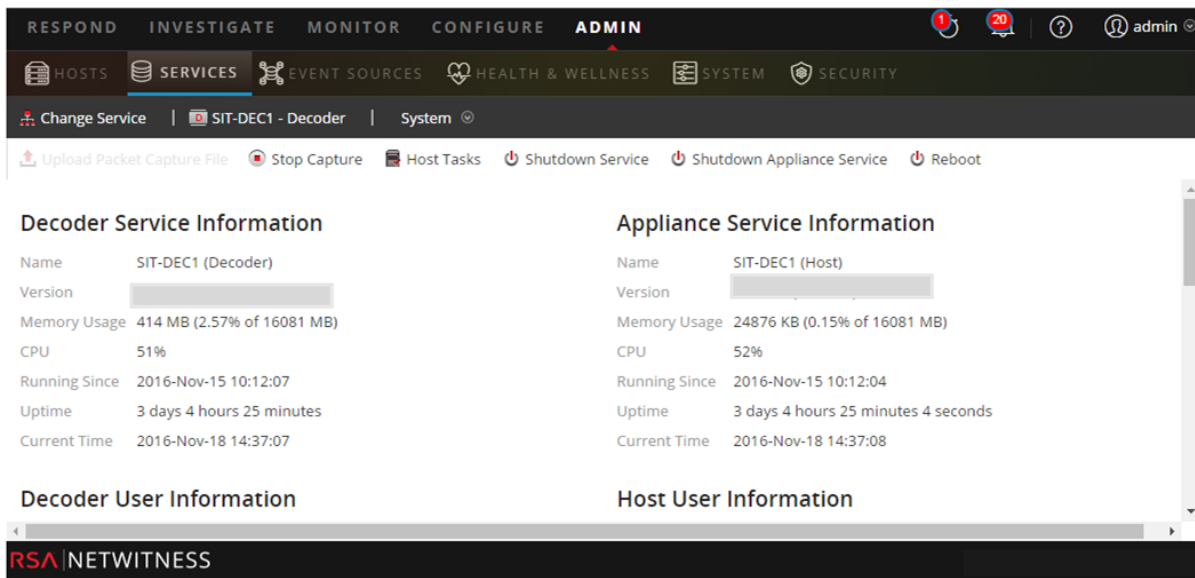 RESPOND INVESTIGATE MONITOR CONFIGURE ADMIN 1 20 ? admin
HOSTS SERVICES EVENT SOURCES HEALTH & WELLNESS SYSTEM SECURITY
Change Service | D SIT-DEC1 - Decoder | System
Upload Packet Capture File Stop Capture Host Tasks Shutdown Service Shutdown Appliance Service Reboot
Decoder Service Information
Name SIT-DEC1 (Decoder)
Version
Memory Usage 414 MB (2.57% of 16081 MB)
CPU 51%
Running Since 2016-Nov-15 10:12:07
Uptime 3 days 4 hours 25 minutes
Current Time 2016-Nov-18 14:37:07
Appliance Service Information
Name SIT-DEC1 (Host)
Version
Memory Usage 24876 KB (0.15% of 16081 MB)
CPU 52%
Running Since 2016-Nov-15 10:12:04
Uptime 3 days 4 hours 25 minutes 4 seconds
Current Time 2016-Nov-18 14:37:08
Decoder User Information
Host User Information
RSA NETWITNESS